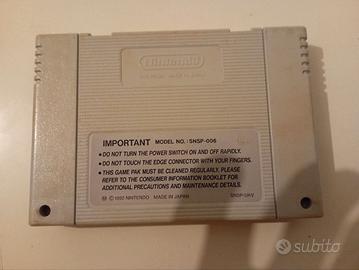 Nintendo
IMPORTANT MODEL NO. : SNSP-006
• DO NOT TURN THE POWER SWITCH ON AND OFF RAPIDLY.
• DO NOT TOUCH THE EDGE CONNECTOR WITH YOUR FINGERS.
• THIS GAME PAK MUST BE CLEANED REGULARLY. PLEASE
REFER TO THE CONSUMER INFORMATION BOOKLET FOR
ADDITIONAL PRECAUTIONS AND MAINTENANCE DETAILS.
© 1992 NINTENDO MADE IN JAPAN
subito